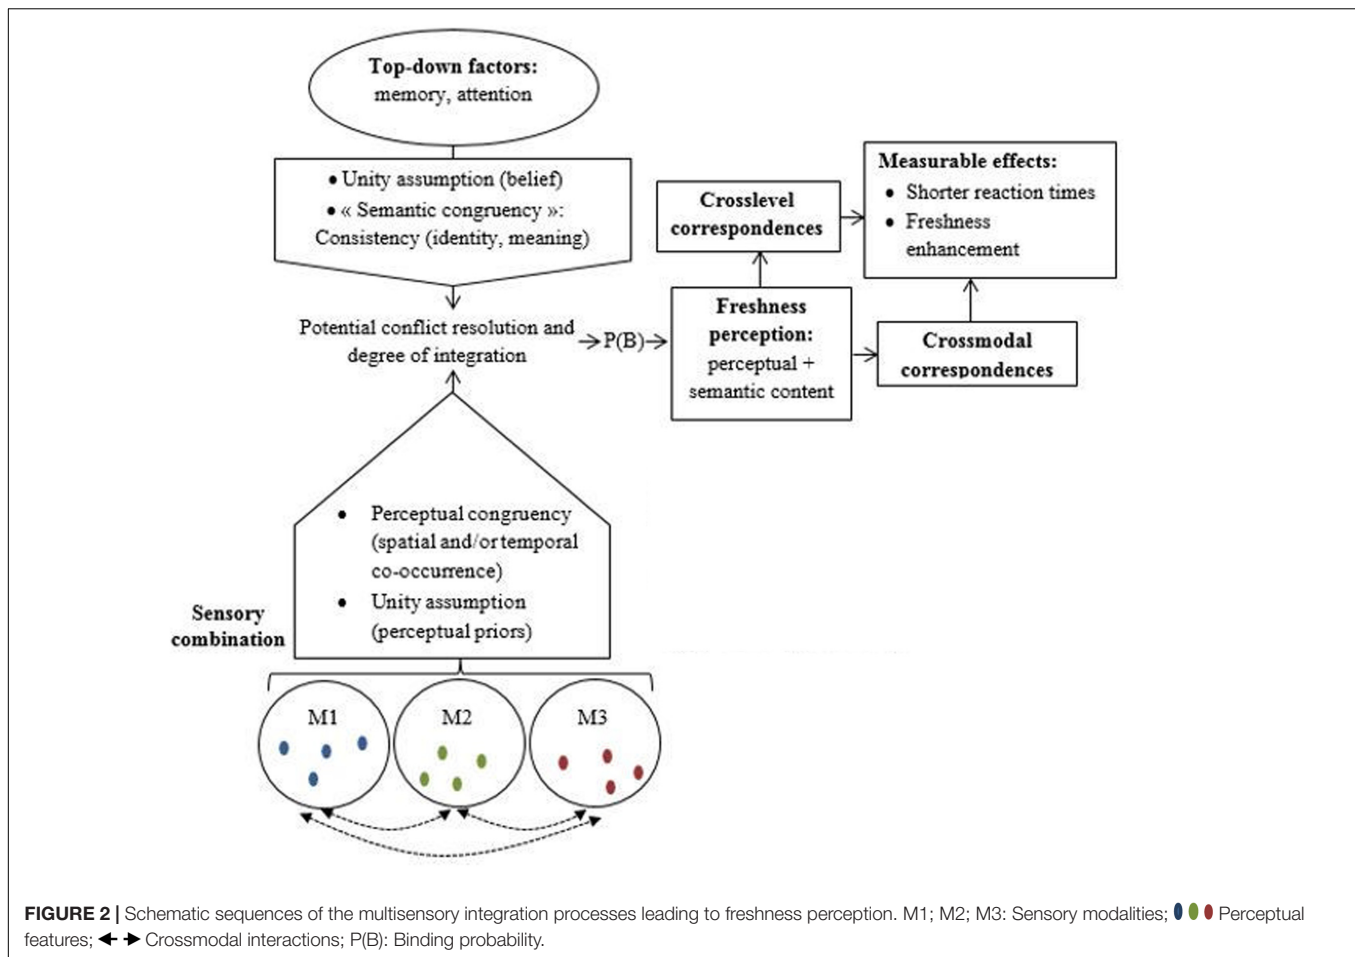 Top-down factors:
memory, attention
• Unity assumption (belief)
• « Semantic congruency »:
Consistency (identity, meaning)
Potential conflict resolution and
degree of integration
P(B)
Freshness
perception:
perceptual +
semantic content
Crosslevel
correspondences
Crossmodal
correspondences
Measurable effects:
• Shorter reaction times
• Freshness
enhancement
• Perceptual congruency
(spatial and/or temporal
co-occurrence)
• Unity assumption
(perceptual priors)
Sensory
combination
M1
M2
M3
FIGURE 2 | Schematic sequences of the multisensory integration processes leading to freshness perception. M1; M2; M3: Sensory modalities; Perceptual
features; Crossmodal interactions; P(B): Binding probability.